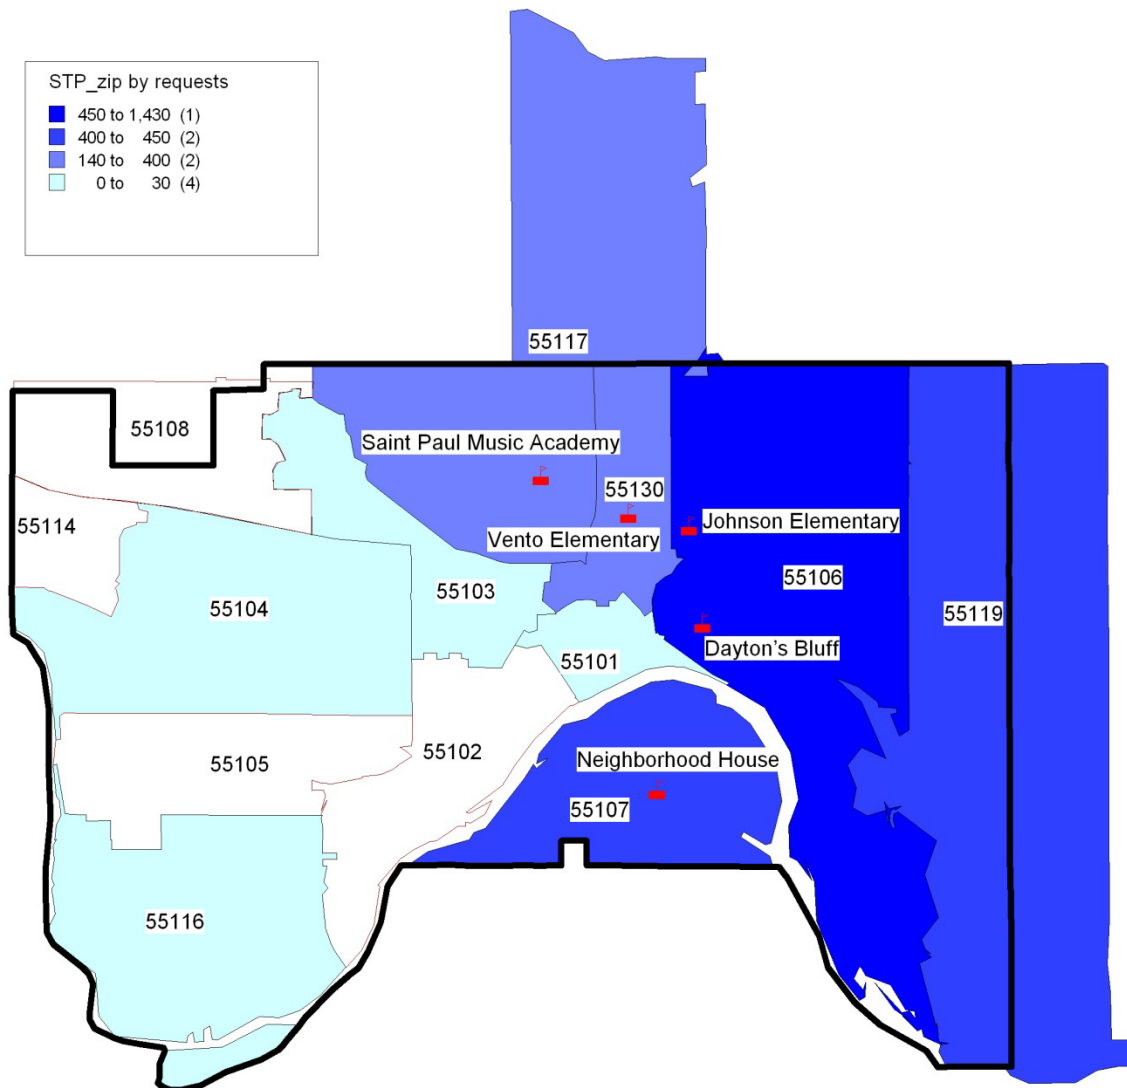 STP_zip by requests
450 to 1,430 (1)
400 to 450 (2)
140 to 400 (2)
0 to 30 (4)
55117
55108
Saint Paul Music Academy
55130
55114
Vento Elementary
Johnson Elementary
55103
55106
55104
55119
Dayton's Bluff
55101
55102
55105
Neighborhood House
55107
55116